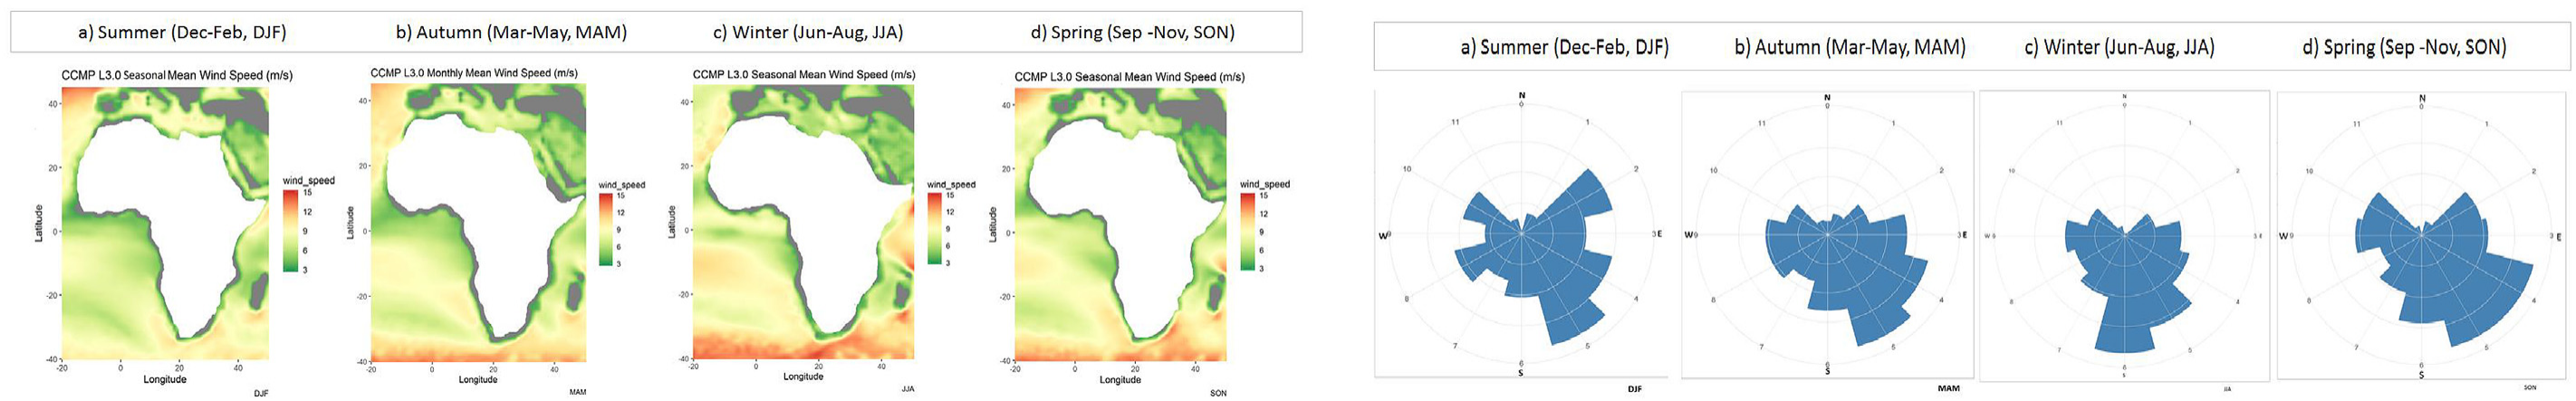 a) Summer (Dec-Feb, DJF) b) Autumn (Mar-May, MAM) c) Winter (Jun-Aug, JJA) d) Spring (Sep -Nov, SON)
CCMP L3.0 Seasonal Mean Wind Speed (m/s)
40
20
0
-20
-40
Latitude
-20 0 20 40
Longitude
wind_speed
15
12
9
6
3
DJF
CCMP L3.0 Monthly Mean Wind Speed (m/s)
40
20
0
-20
-40
Latitude
-20 0 20 40
Longitude
wind_speed
15
12
9
6
3
MAM
CCMP L3.0 Seasonal Mean Wind Speed (m/s)
40
20
0
-20
-40
Latitude
-20 0 20 40
Longitude
wind_speed
15
12
9
6
3
JJA
CCMP L3.0 Seasonal Mean Wind Speed (m/s)
40
20
0
-20
-40
Latitude
-20 0 20 40
Longitude
wind_speed
15
12
9
6
3
SON
a) Summer (Dec-Feb, DJF) b) Autumn (Mar-May, MAM) c) Winter (Jun-Aug, JJA) d) Spring (Sep -Nov, SON)
N
0
11 1
10 2
W 9 3 E
8 4
7 5
6
S
DJF
N
0
11 1
10 2
W 9 3 E
8 4
7 5
6
S
MAM
N
0
11 1
10 2
W 9 3 E
8 4
7 5
6
S
JJA
N
0
11 1
10 2
W 9 3 E
8 4
7 5
6
S
SON